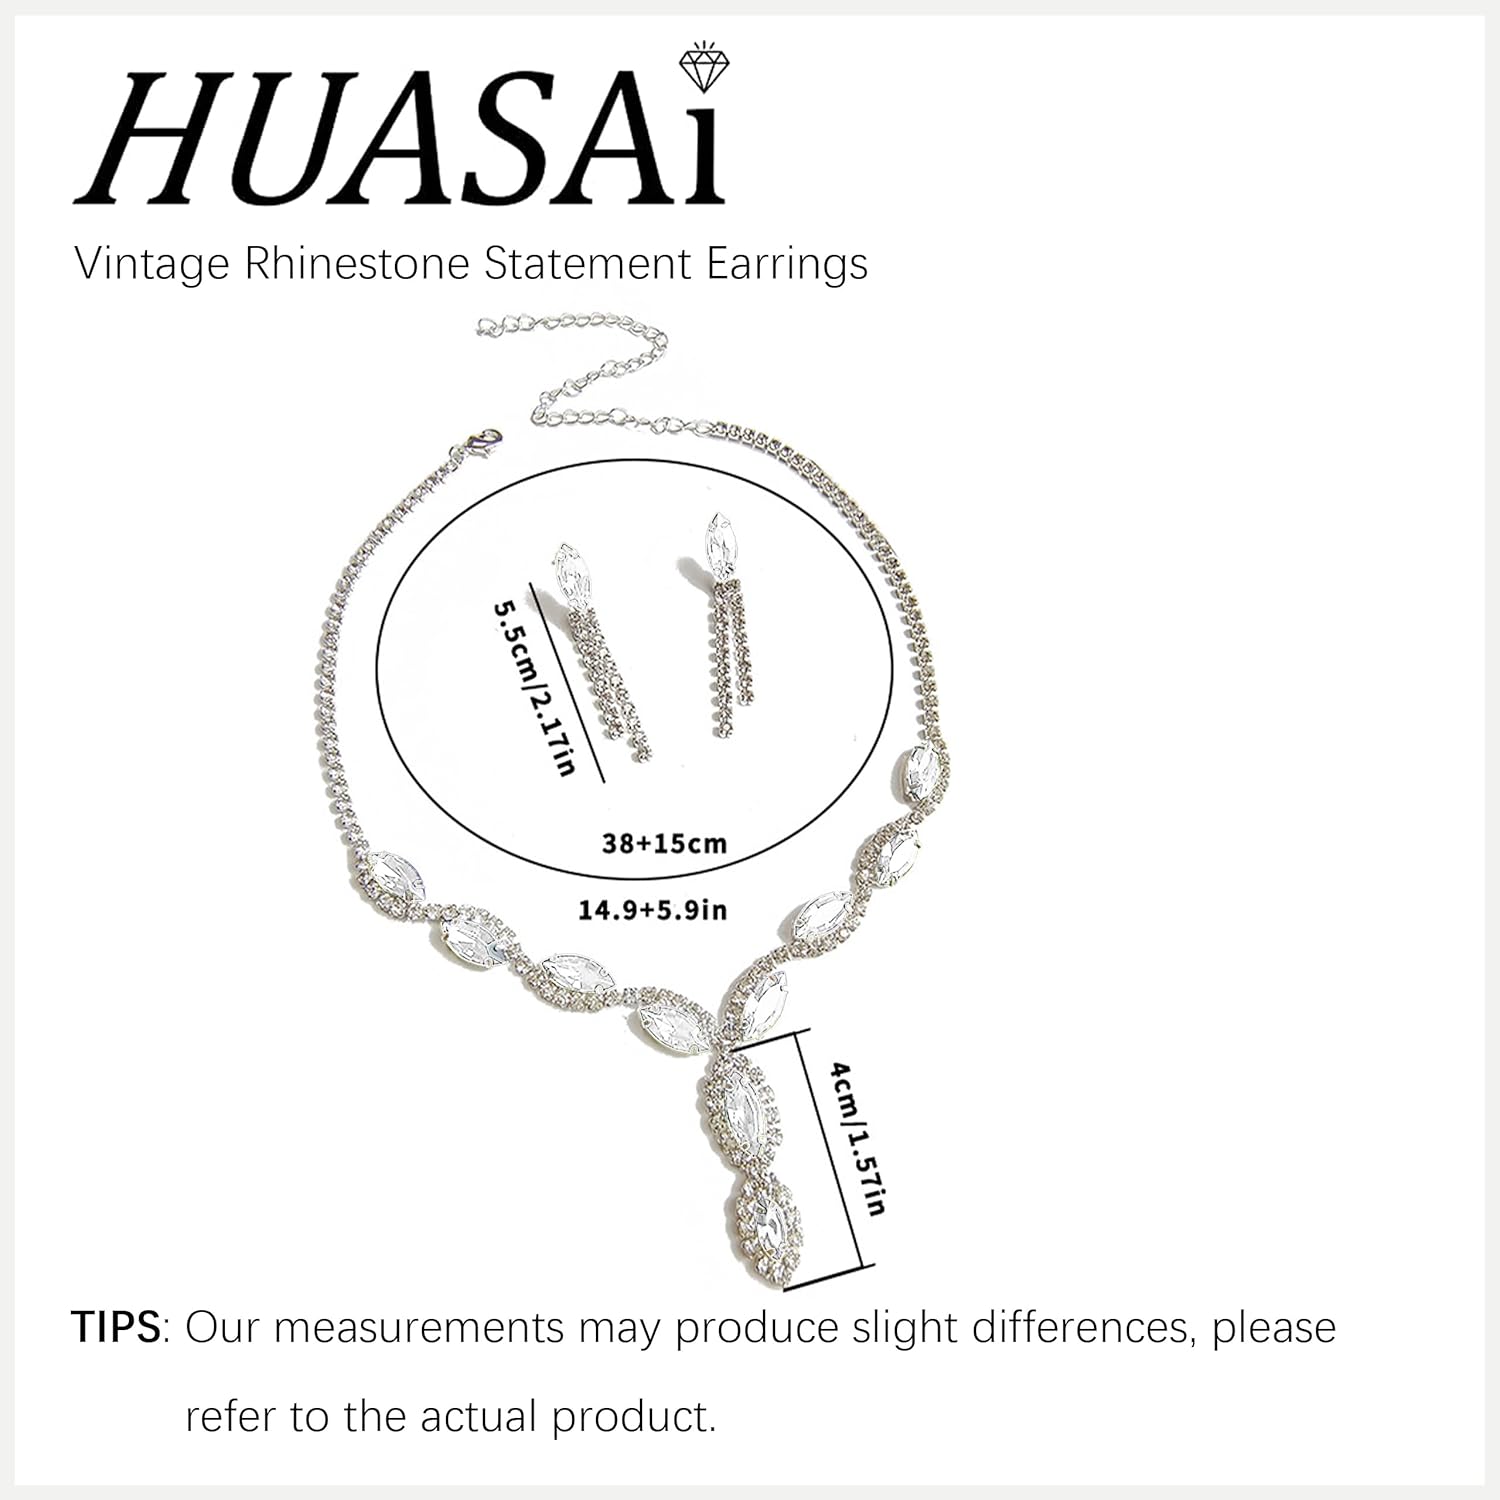 HUASAi
Vintage Rhinestone Statement Earrings
5.5cm/2.17in
38+15cm
14.9+5.9in
4cm/1.57in
TIPS: Our measurements may produce slight differences, please
refer to the actual product.